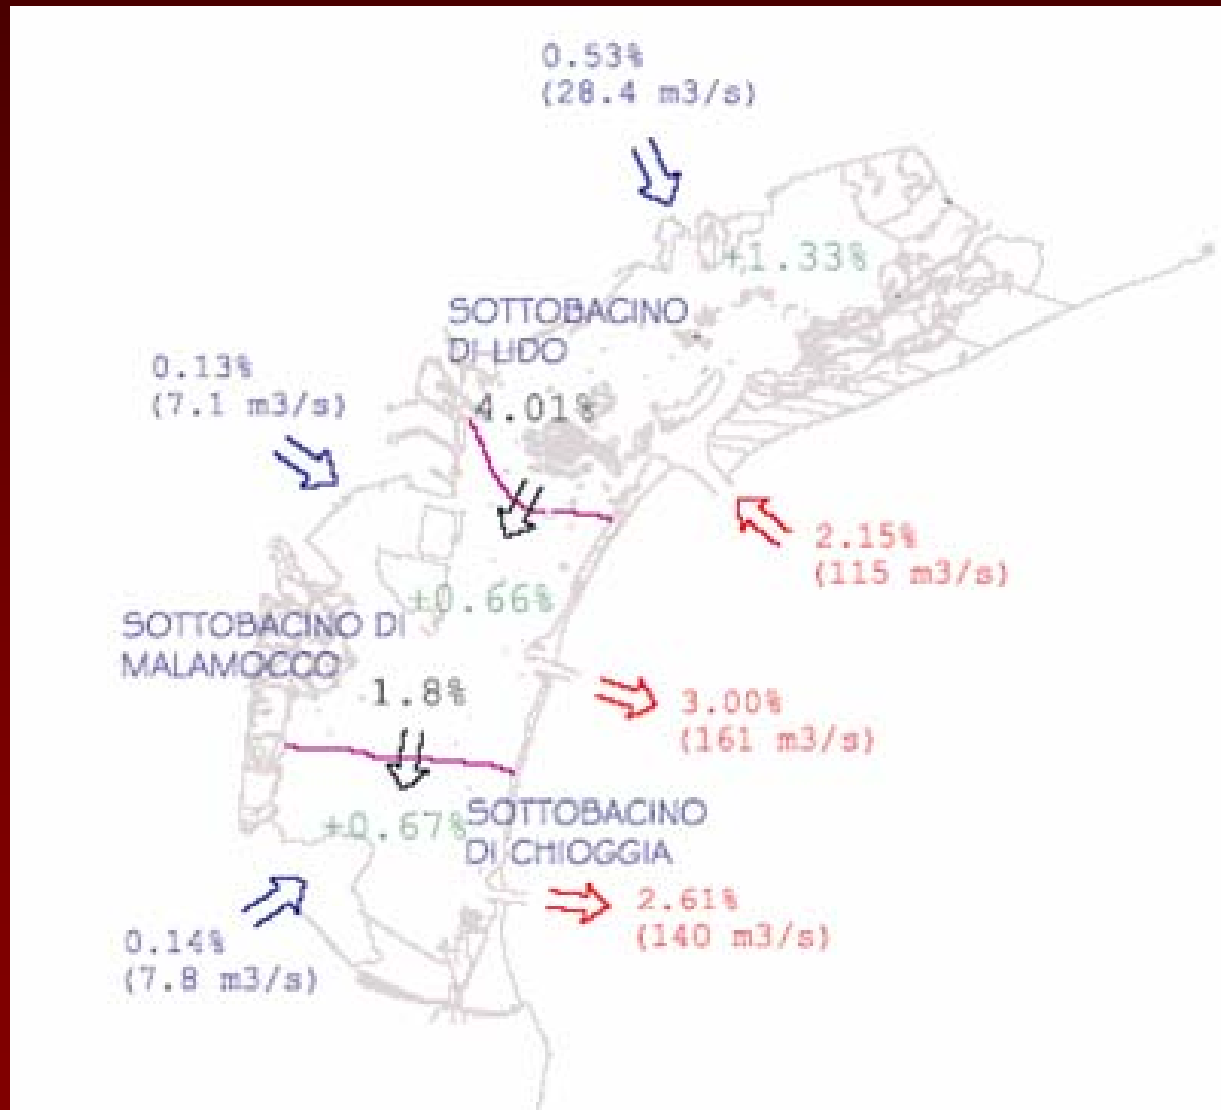 0.53%
(28.4 m3/s)
+1.33%
SOTTOBACINO
DI LIDO
0.13%
(7.1 m3/s)
4.01%
2.15%
(115 m3/s)
+0.66%
SOTTOBACINO DI
MALAMOCCO
1.8%
3.00%
(161 m3/s)
+0.67%
SOTTOBACINO
DI CHIOGGIA
2.61%
(140 m3/s)
0.14%
(7.8 m3/s)